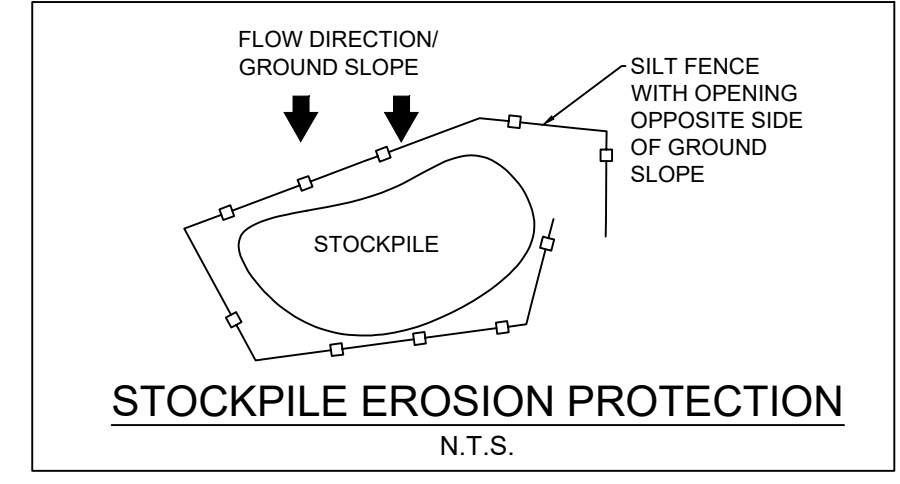 FLOW DIRECTION/
GROUND SLOPE
SILT FENCE
WITH OPENING
OPPOSITE SIDE
OF GROUND
SLOPE
STOCKPILE
STOCKPILE EROSION PROTECTION
N.T.S.